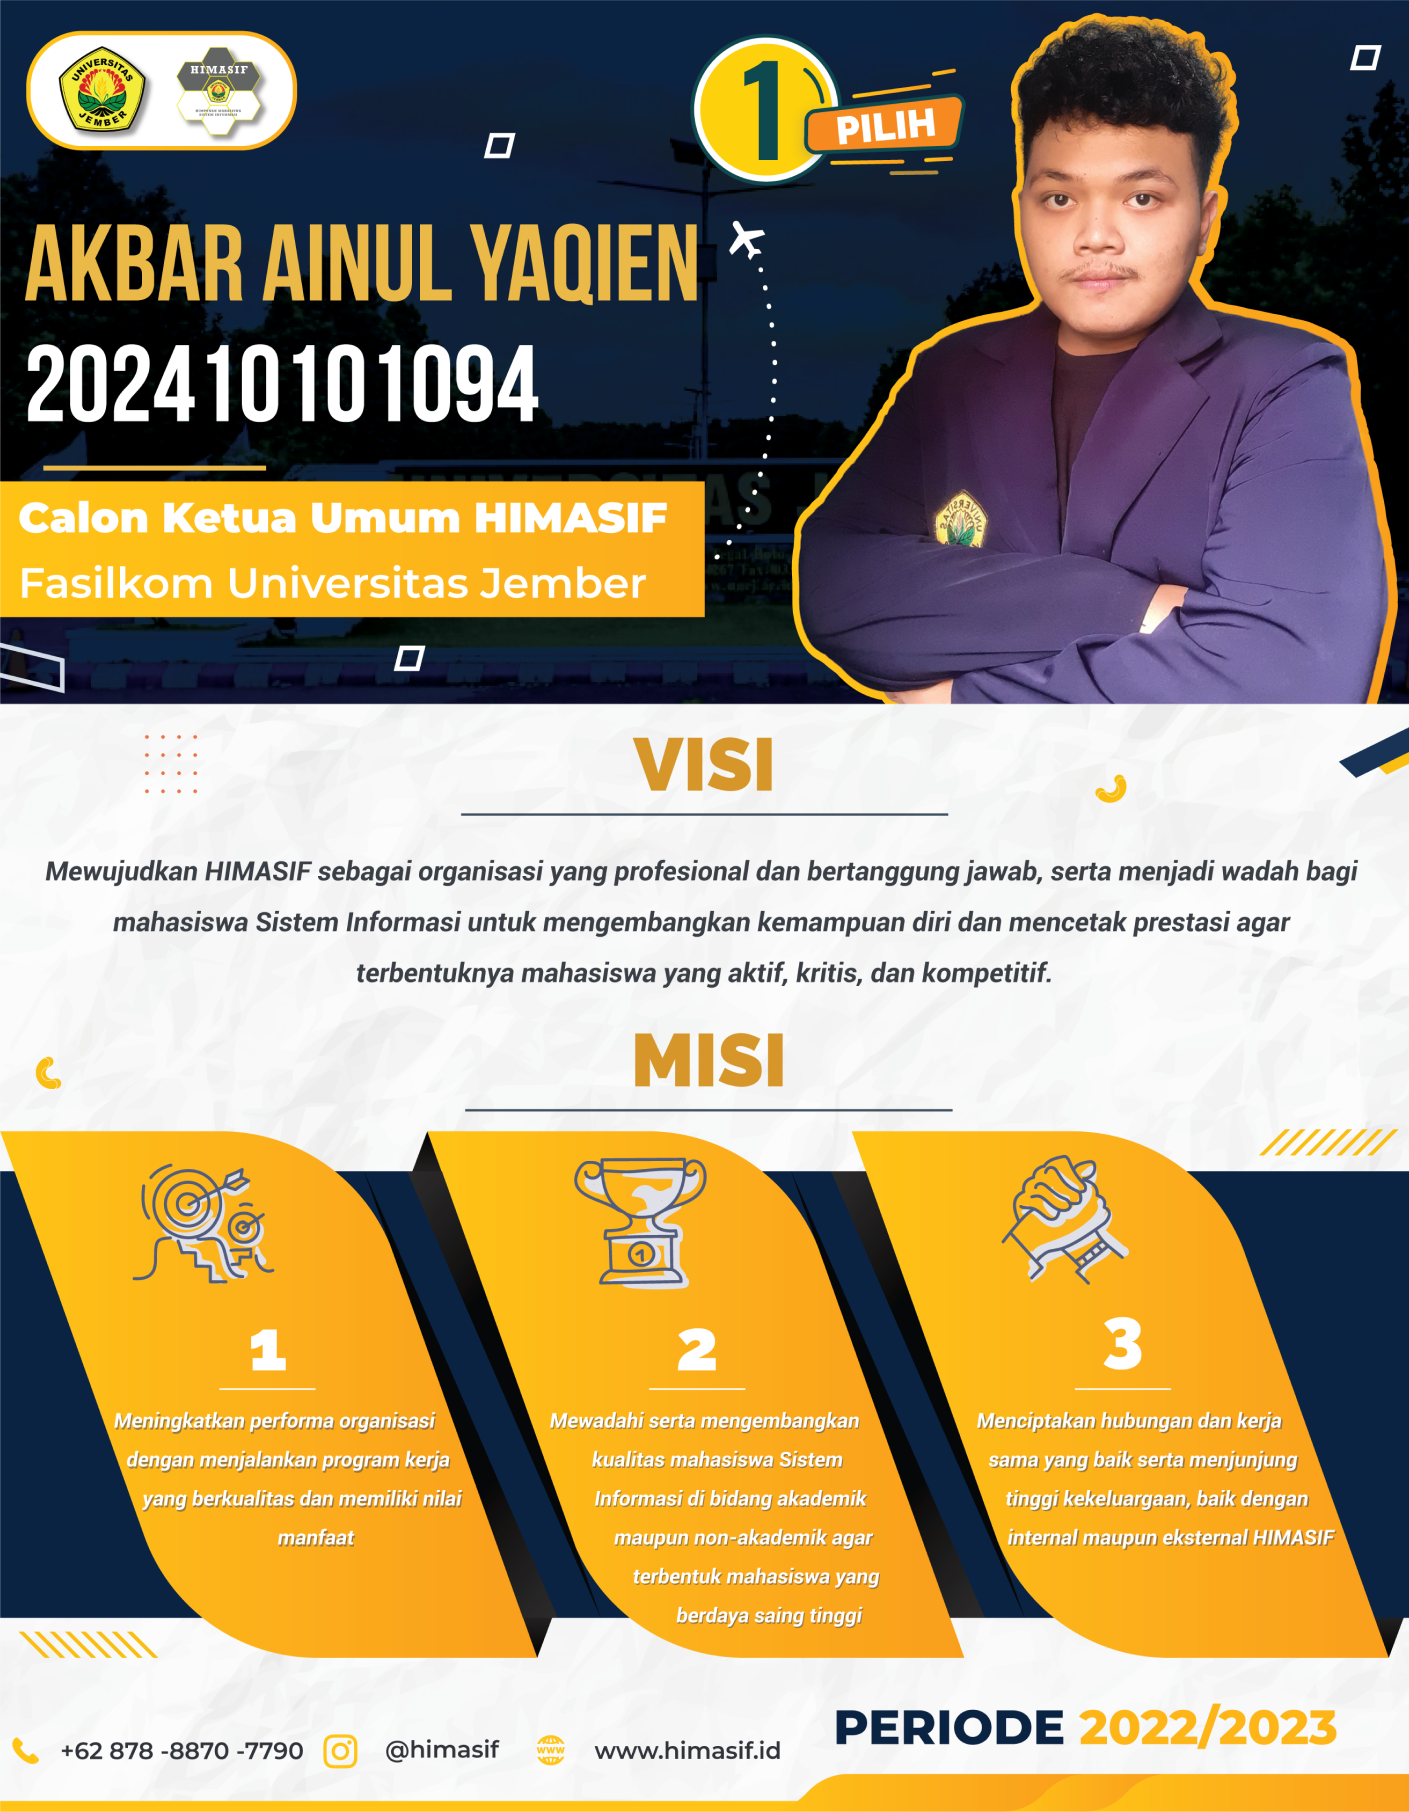 UNIVERSITAS
JEMBER
HIMASIF
1
PILIH
AKBAR AINUL YAQIEN
202410101094
Calon Ketua Umum HIMASIF
Fasilkom Universitas Jember
VISI
Mewujudkan HIMASIF sebagai organisasi yang profesional dan bertanggung jawab, serta menjadi wadah bagi
mahasiswa Sistem Informasi untuk mengembangkan kemampuan diri dan mencetak prestasi agar
terbentuknya mahasiswa yang aktif, kritis, dan kompetitif.
MISI
1
Meningkatkan performa organisasi
dengan menjalankan program kerja
yang berkualitas dan memiliki nilai
manfaat
1
2
Mewadahi serta mengembangkan
kualitas mahasiswa Sistem
Informasi di bidang akademik
maupun non-akademik agar
terbentuk mahasiswa yang
berdaya saing tinggi
3
Menciptakan hubungan dan kerja
sama yang baik serta menjunjung
tinggi kekeluargaan, baik dengan
internal maupun eksternal HIMASIF
PERIODE 2022/2023
+62 878 -8870 -7790
@himasif
www
www.himasif.id